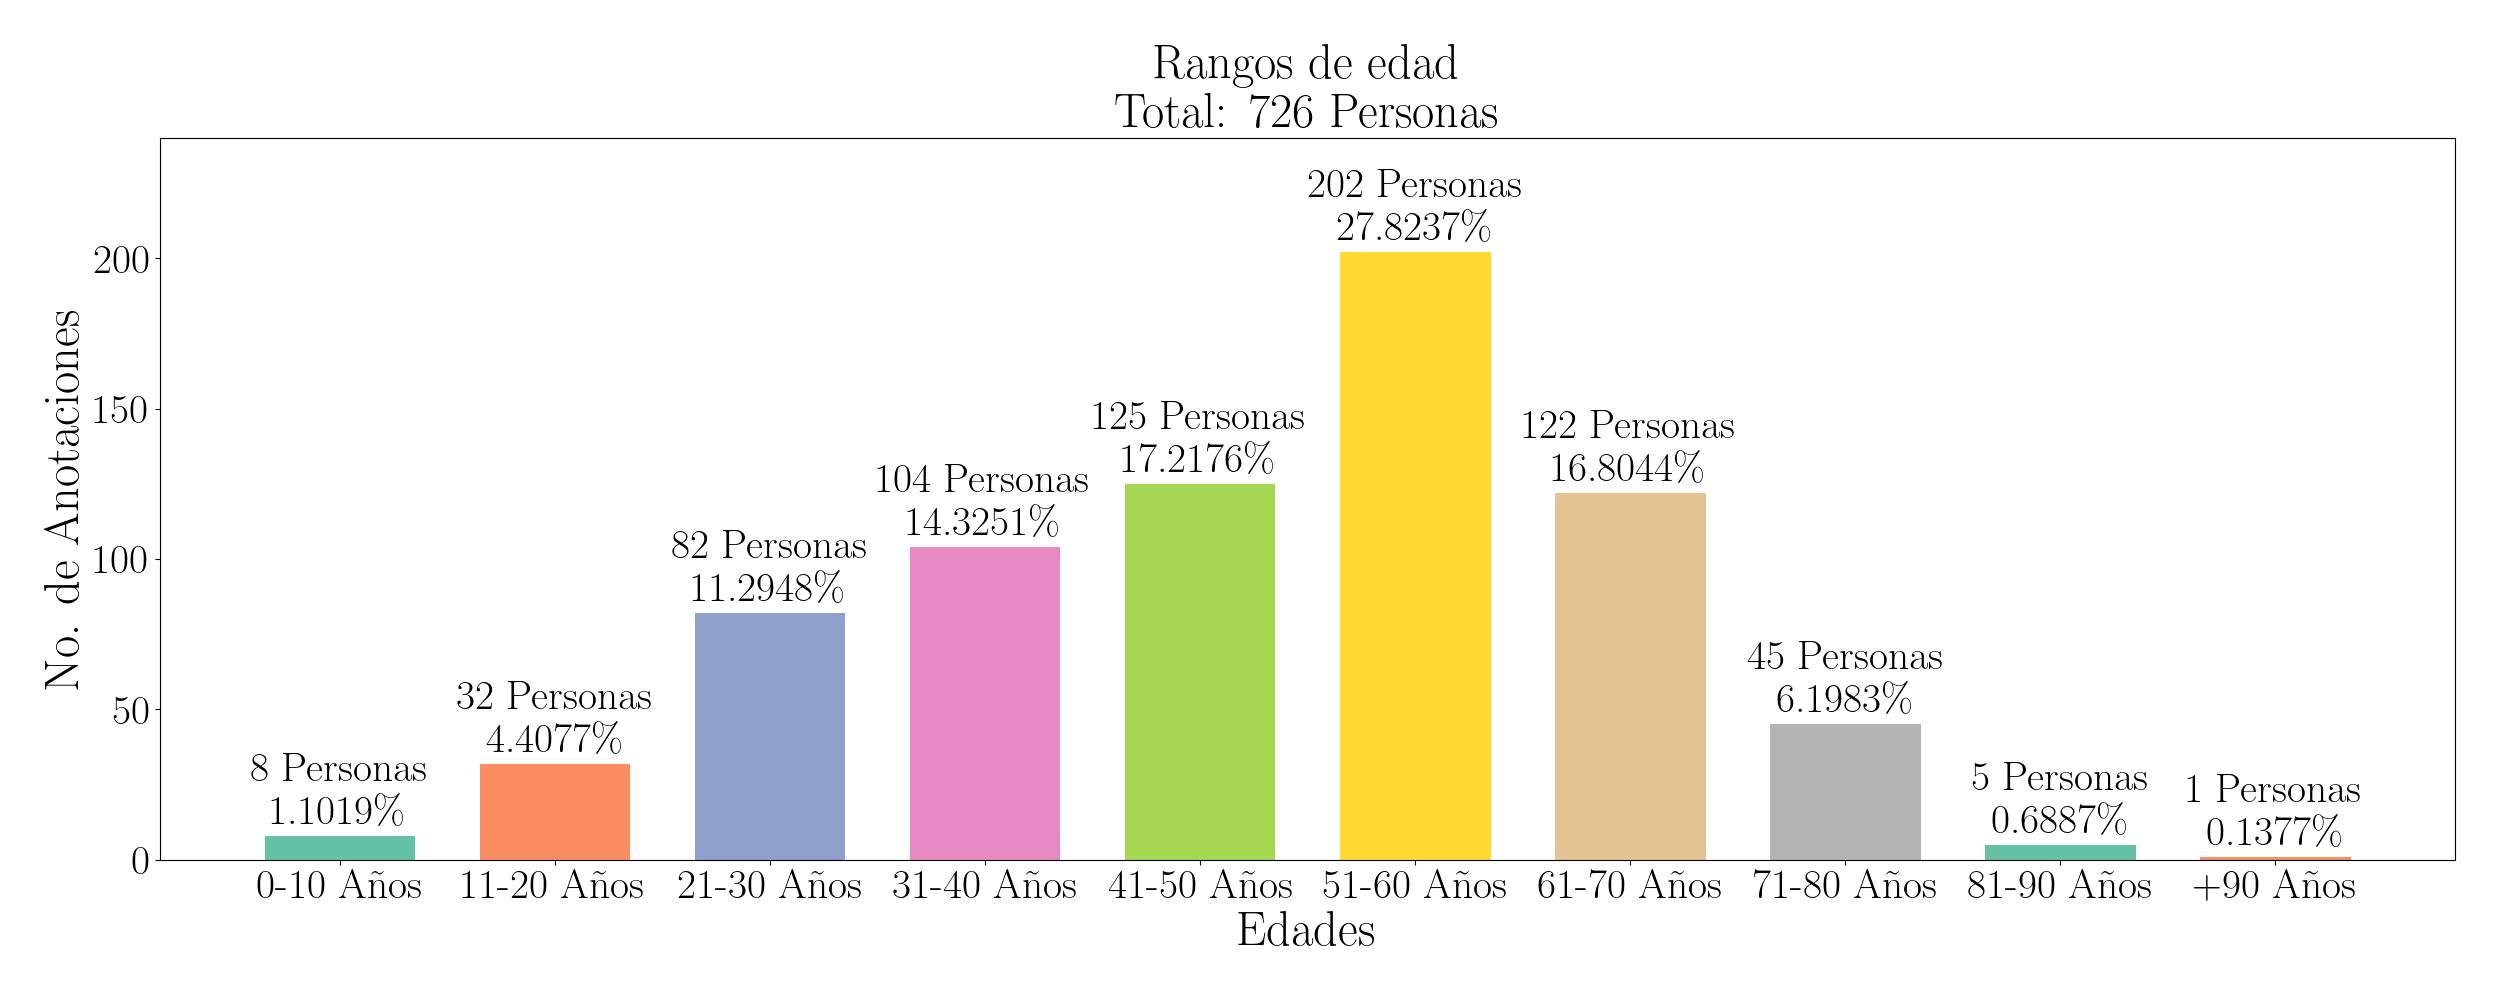 Rangos de edad
Total: 726 Personas
No. de Anotaciones
200
150
100
50
0
8 Personas
1.1019%
32 Personas
4.4077%
82 Personas
11.2948%
104 Personas
14.3251%
125 Personas
17.2176%
202 Personas
27.8237%
122 Personas
16.8044%
45 Personas
6.1983%
5 Personas
0.6887%
1 Personas
0.1377%
0-10 Años
11-20 Años
21-30 Años
31-40 Años
41-50 Años
51-60 Años
61-70 Años
71-80 Años
81-90 Años
+90 Años
Edades